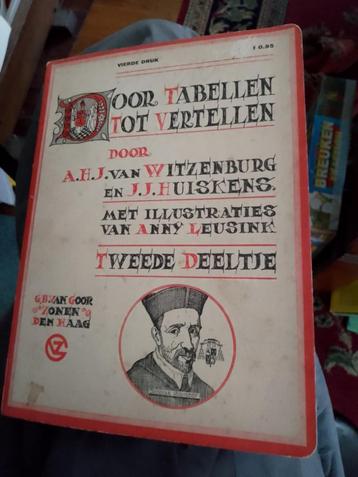 VIERDE DRUK
f 0.95
DOOR TABELLEN
TOT VERTELLEN
DOOR
A.H.J. VAN WITZENBURG
EN J.J. HUISKENS.
MET ILLUSTRATIES
VAN ANNY LEUSINK
TWEEDE DEELTJE
G.B. VAN GOOR
ZONEN
DEN HAAG
BREUKEN